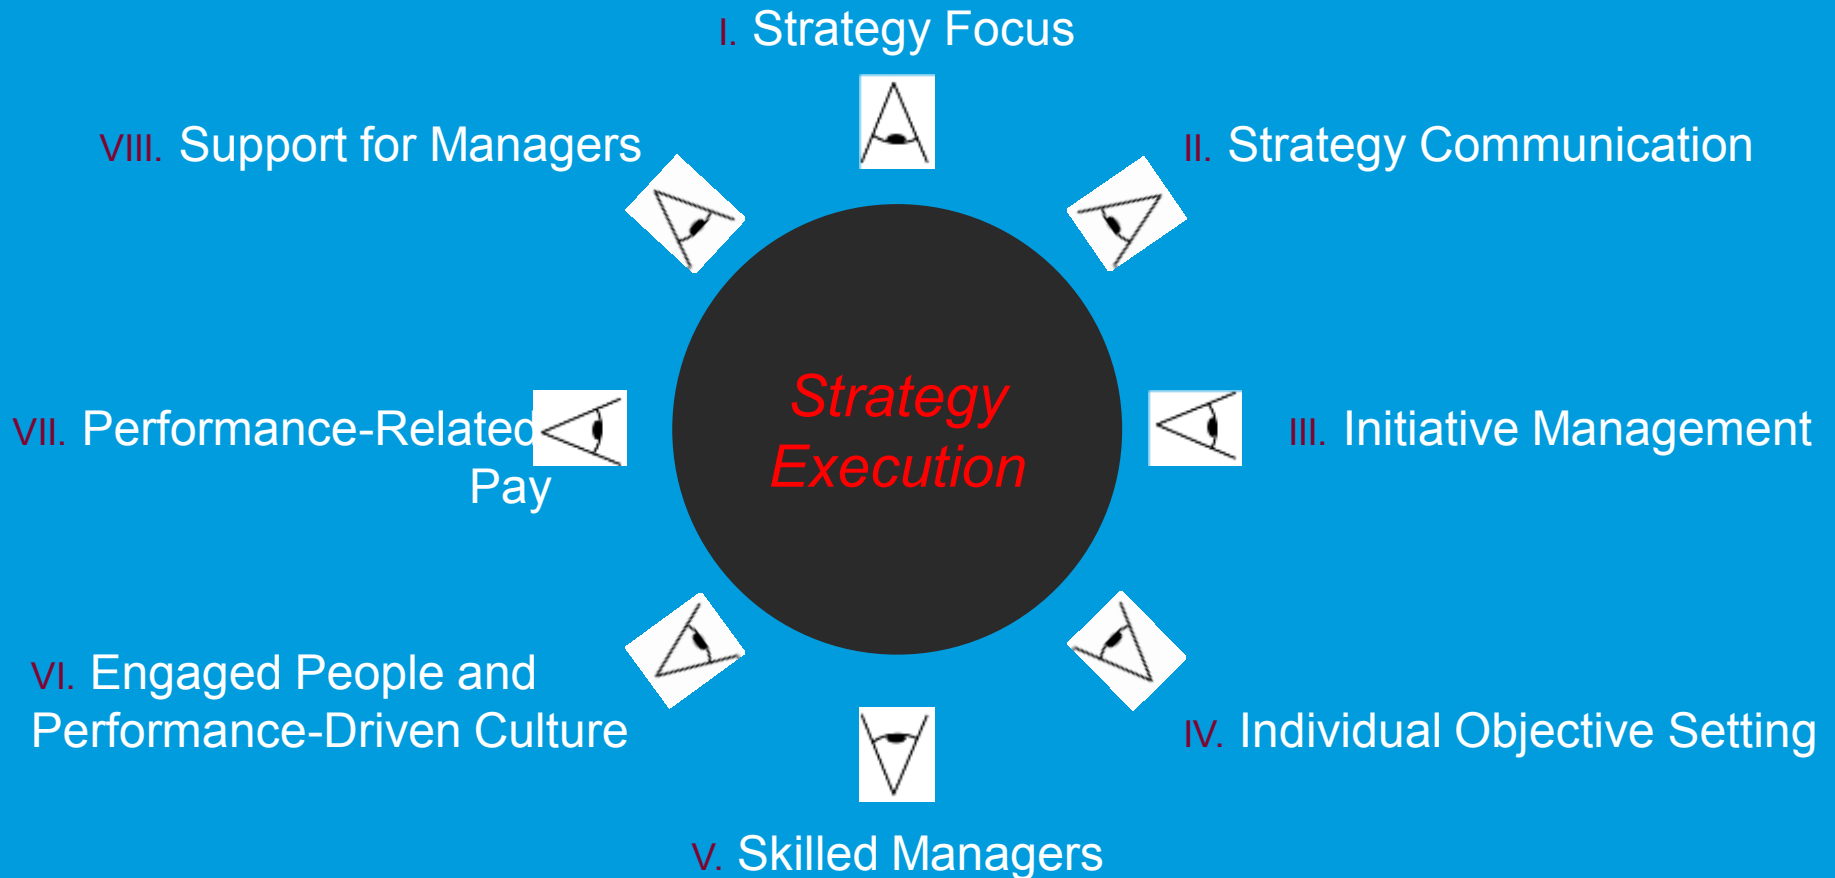 I. Strategy Focus
II. Strategy Communication
III. Initiative Management
IV. Individual Objective Setting
V. Skilled Managers
VI. Engaged People and
Performance-Driven Culture
VII. Performance-Related
Pay
VIII. Support for Managers
Strategy
Execution